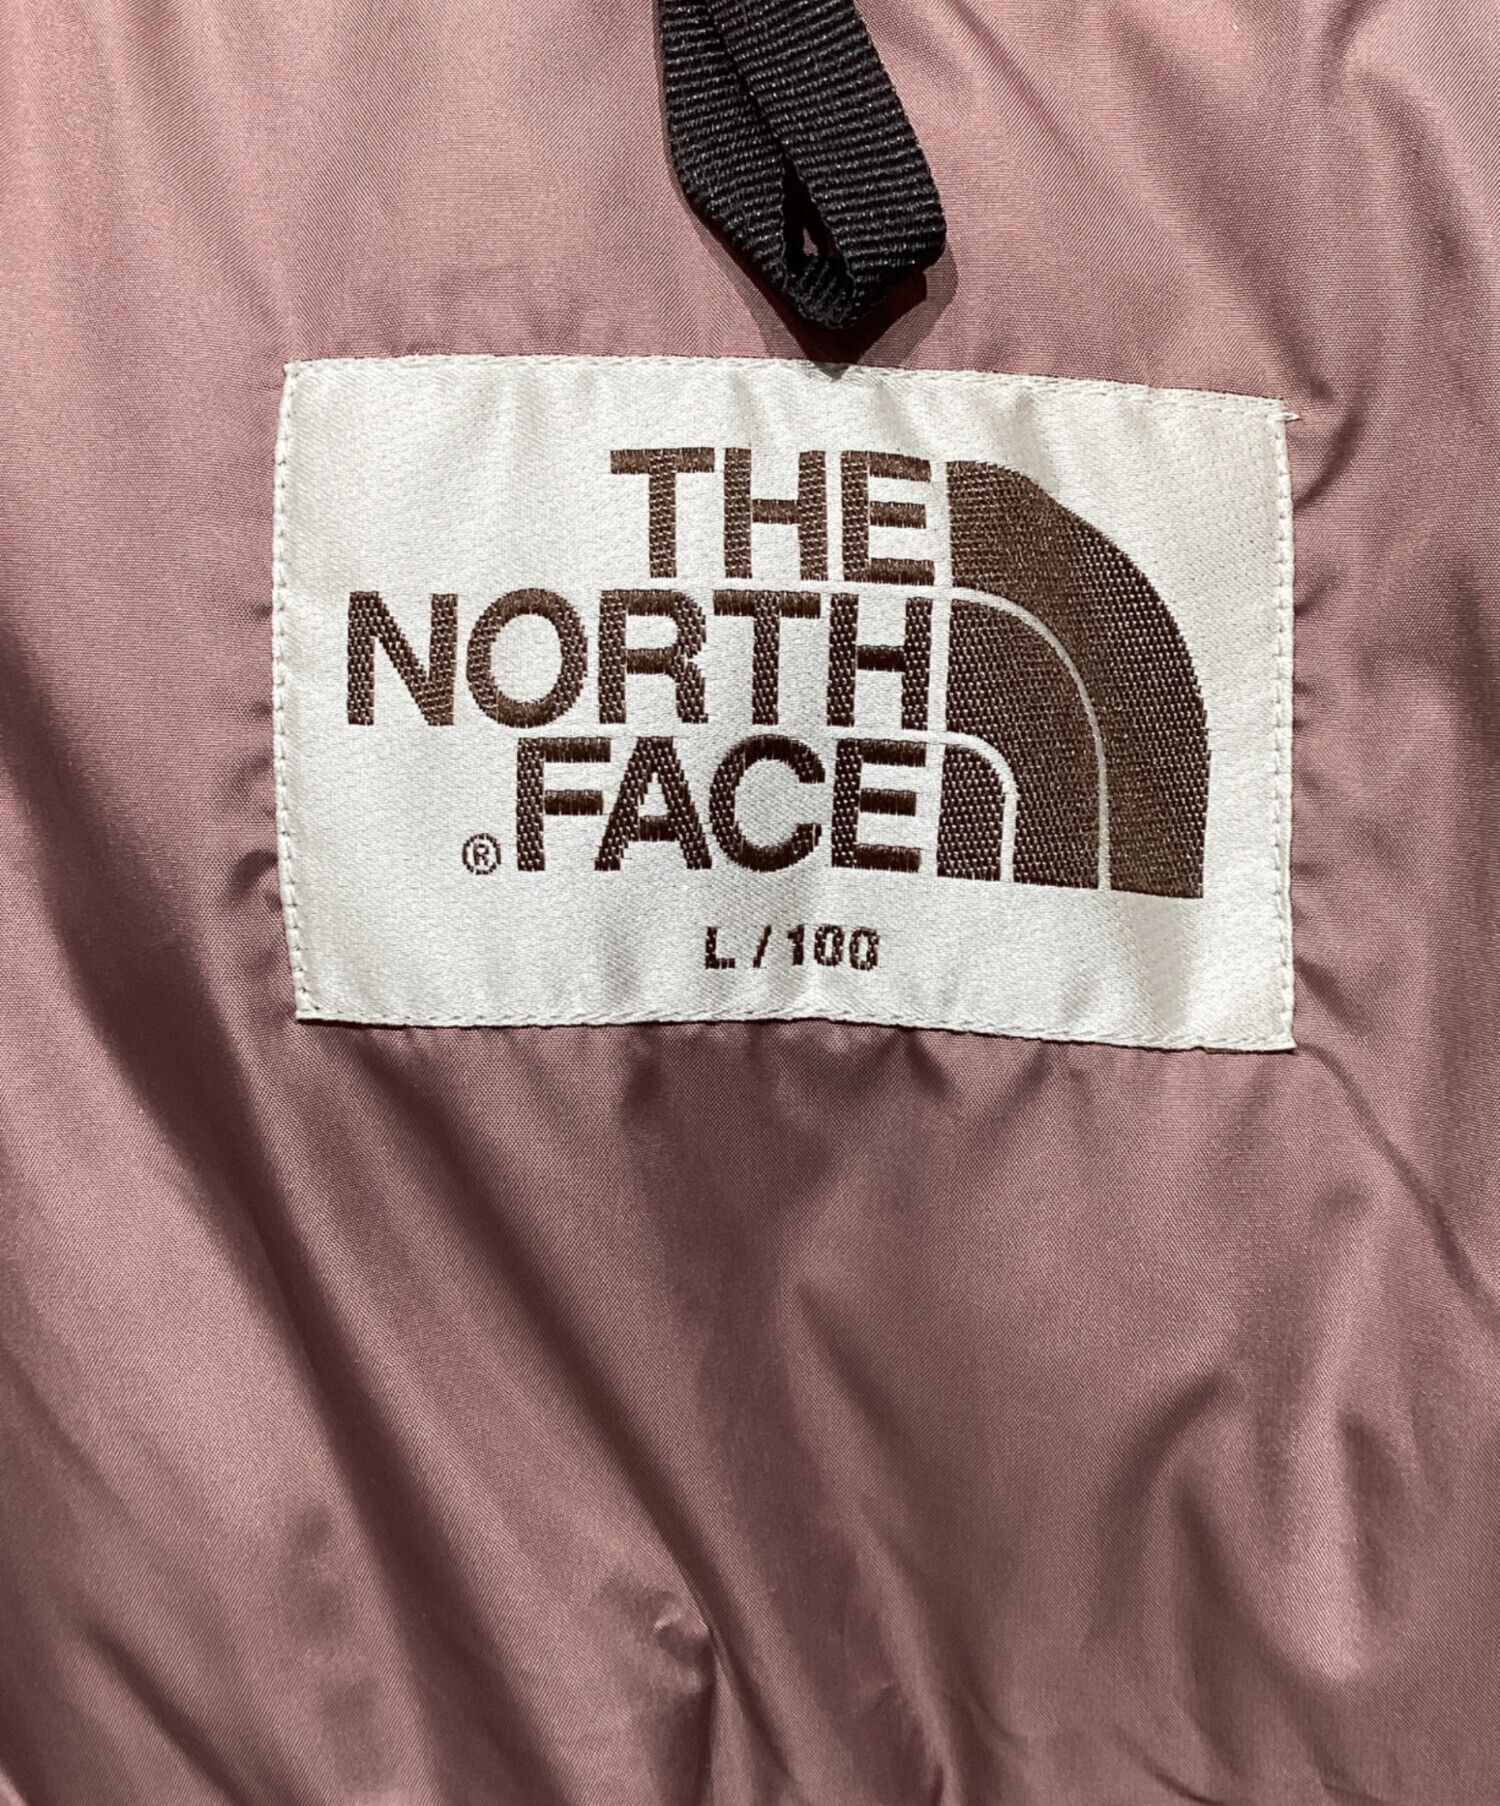 THE
NORTH
® FACE
L / 100